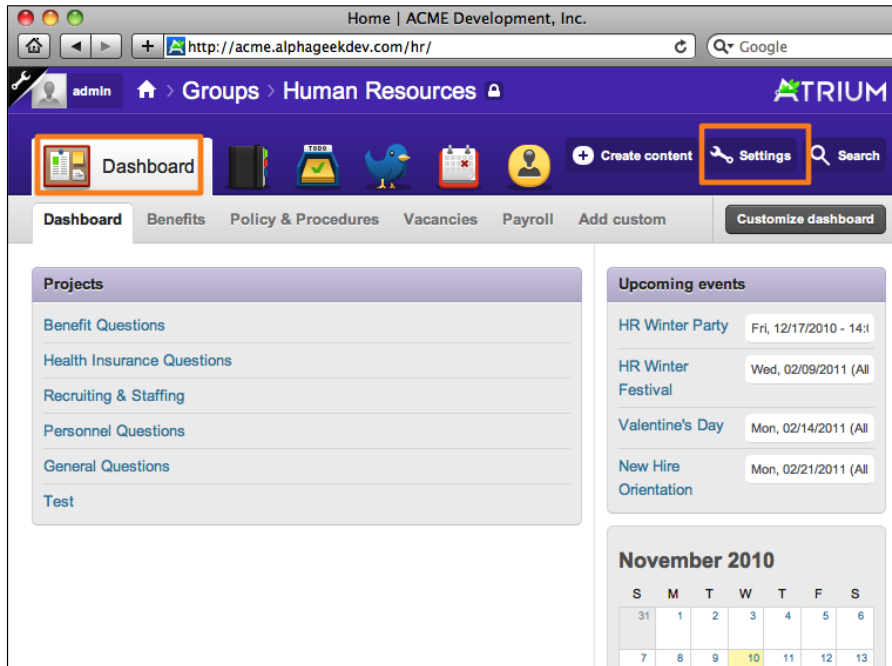 Home | ACME Development, Inc.
http://acme.alphageekdev.com/hr/
Google
admin
Groups › Human Resources
ATRIUM
Dashboard
TODO
Create content
Settings
Search
Dashboard
Benefits
Policy & Procedures
Vacancies
Payroll
Add custom
Customize dashboard
Projects
Benefit Questions
Health Insurance Questions
Recruiting & Staffing
Personnel Questions
General Questions
Test
Upcoming events
HR Winter Party
Fri, 12/17/2010 - 14:
HR Winter
Festival
Wed, 02/09/2011 (All
Valentine's Day
Mon, 02/14/2011 (All
New Hire
Orientation
Mon, 02/21/2011 (All
November 2010
S M T W T F S
31 1 2 3 4 5 6
7 8 9 10 11 12 13